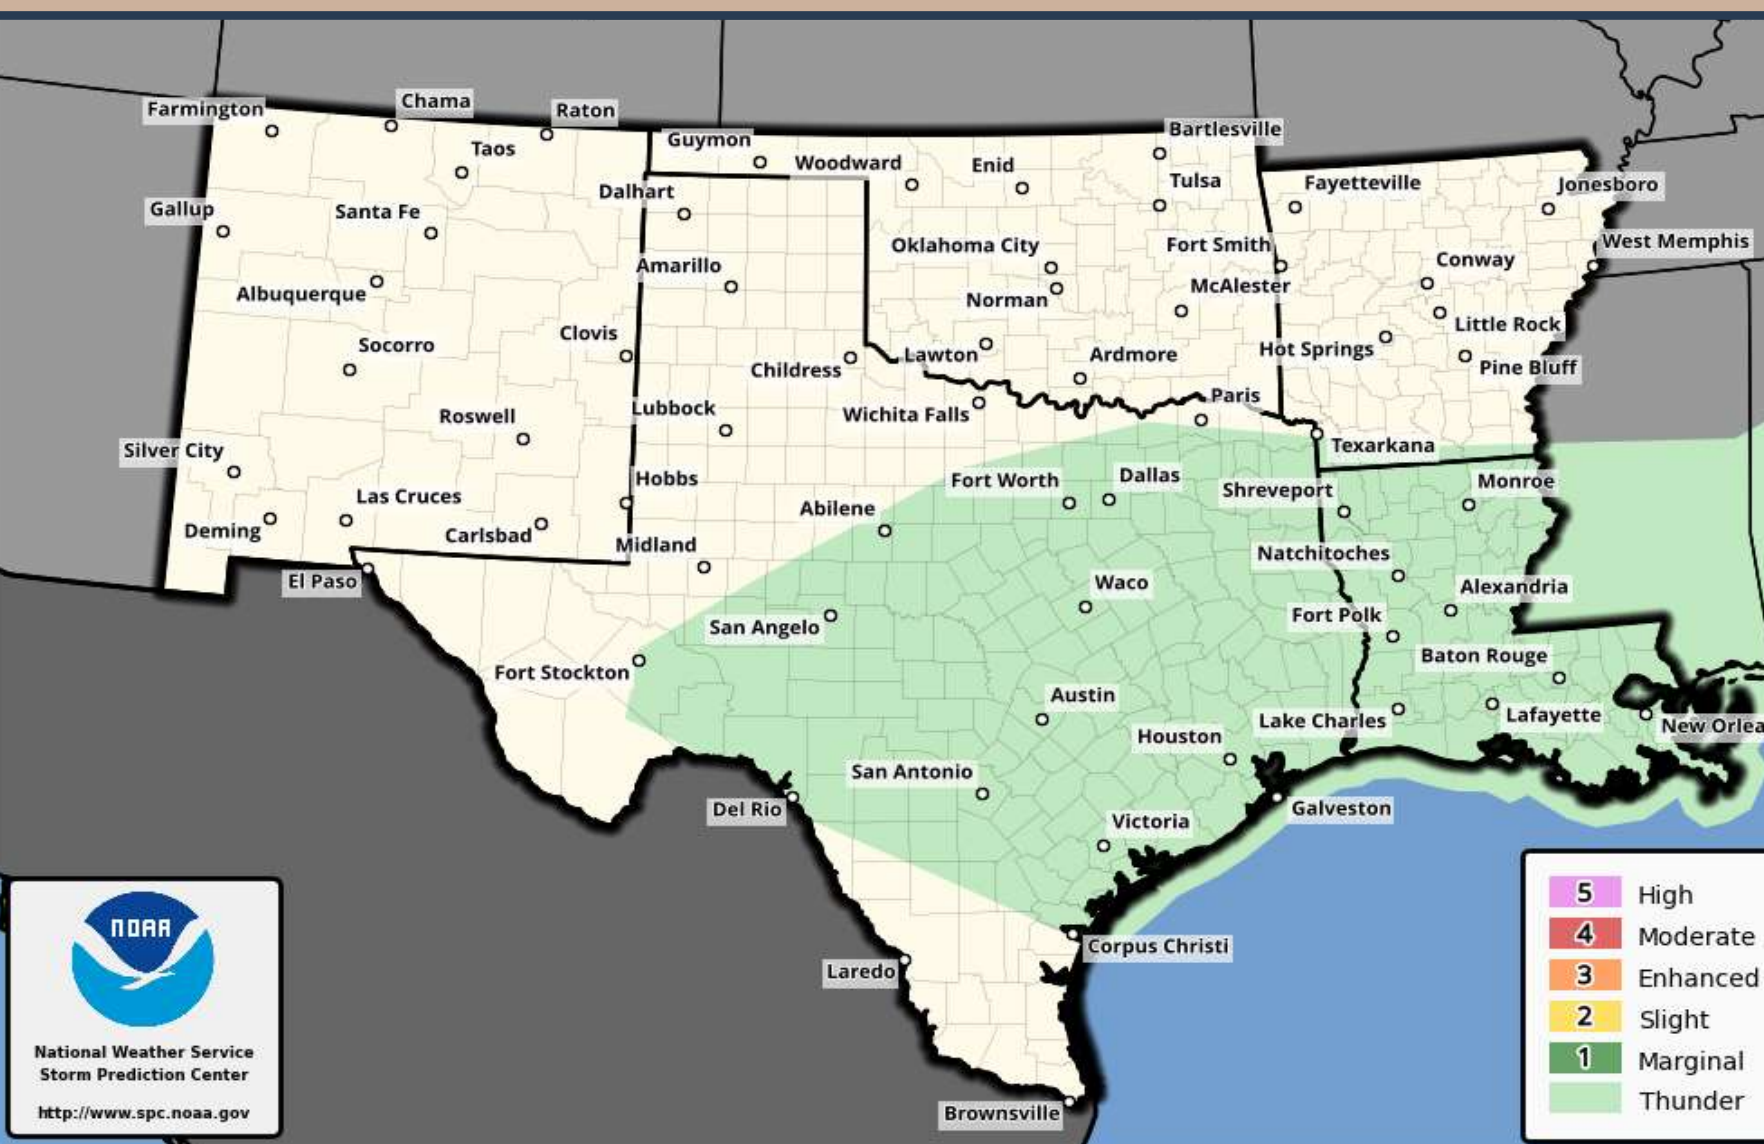 Farmington
Chama
Raton
Guymon
Bartlesville
Taos
Woodward
Enid
Tulsa
Fayetteville
Jonesboro
Dalhart
Gallup
Santa Fe
Oklahoma City
Fort Smith
West Memphis
Amarillo
Conway
Albuquerque
Norman
McAlester
Little Rock
Clovis
Socorro
Childress
Lawton
Ardmore
Hot Springs
Pine Bluff
Paris
Roswell
Lubbock
Wichita Falls
Texarkana
Silver City
Hobbs
Fort Worth
Dallas
Shreveport
Monroe
Las Cruces
Abilene
Deming
Carlsbad
Midland
Natchitoches
El Paso
Waco
Alexandria
Fort Polk
San Angelo
Baton Rouge
Fort Stockton
Austin
Lake Charles
Lafayette
New Orlea
Houston
San Antonio
Del Rio
Galveston
Victoria
Corpus Christi
Laredo
Brownsville
NOAA
National Weather Service
Storm Prediction Center
http://www.spc.noaa.gov
5 High
4 Moderate
3 Enhanced
2 Slight
1 Marginal
Thunder